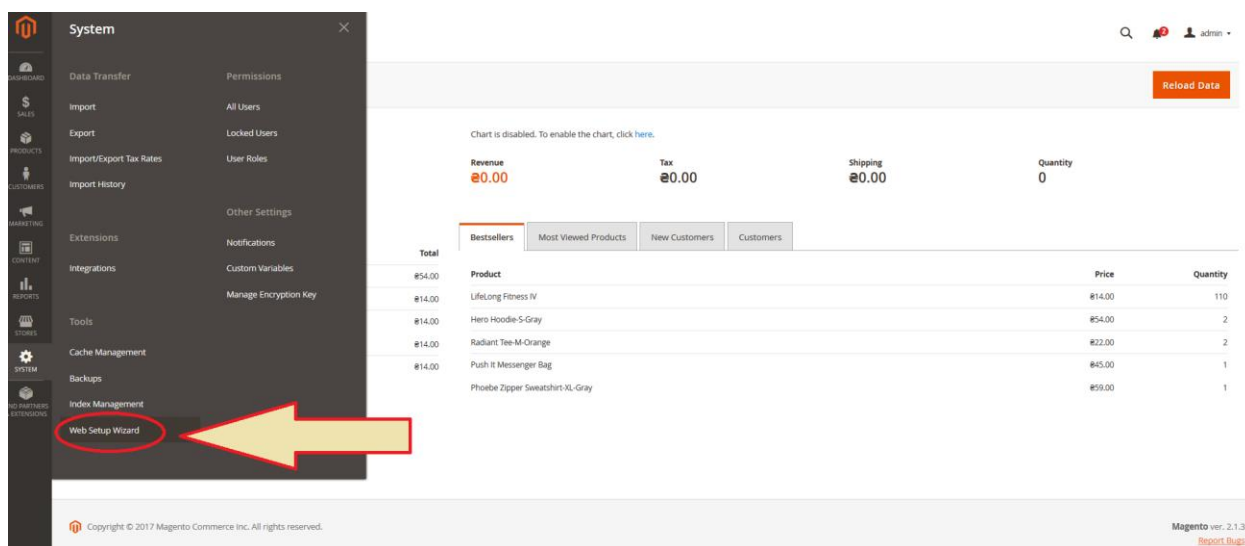 DASHBOARD
SALES
PRODUCTS
CUSTOMERS
MARKETING
CONTENT
REPORTS
STORES
SYSTEM
ND PARTNERS
EXTENSIONS
System
Data Transfer
Import
Export
Import/Export Tax Rates
Import History
Extensions
Integrations
Tools
Cache Management
Backups
Index Management
Web Setup Wizard
Permissions
All Users
Locked Users
User Roles
Other Settings
Notifications
Custom Variables
Manage Encryption Key
2 admin
Reload Data
Chart is disabled. To enable the chart, click here.
Revenue Tax Shipping Quantity
₴0.00 ₴0.00 ₴0.00 0
Total
₴54.00
₴14.00
₴14.00
₴14.00
₴14.00
Bestsellers Most Viewed Products New Customers Customers
Product Price Quantity
LifeLong Fitness IV ₴14.00 110
Hero Hoodie-S-Gray ₴54.00 2
Radiant Tee-M-Orange ₴22.00 2
Push It Messenger Bag ₴45.00 1
Phoebe Zipper Sweatshirt-XL-Gray ₴59.00 1
Copyright © 2017 Magento Commerce Inc. All rights reserved.
Magento ver. 2.1.3
Report Bugs